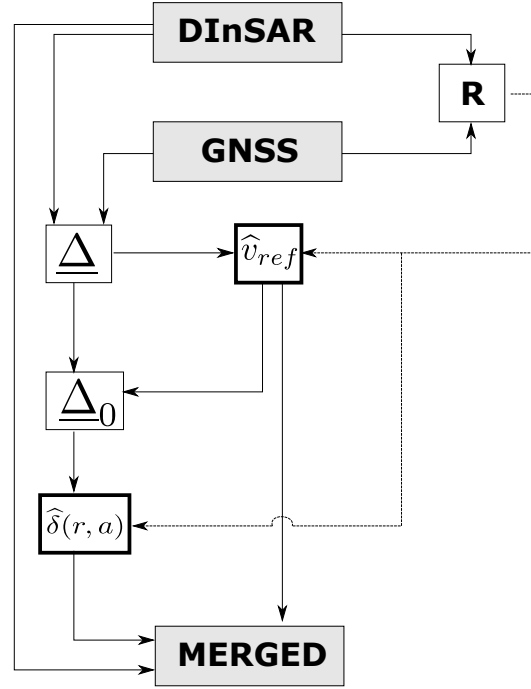 DInSAR
R
GNSS
Δ
v̂ref
Δ0
δ̂(r, a)
MERGED